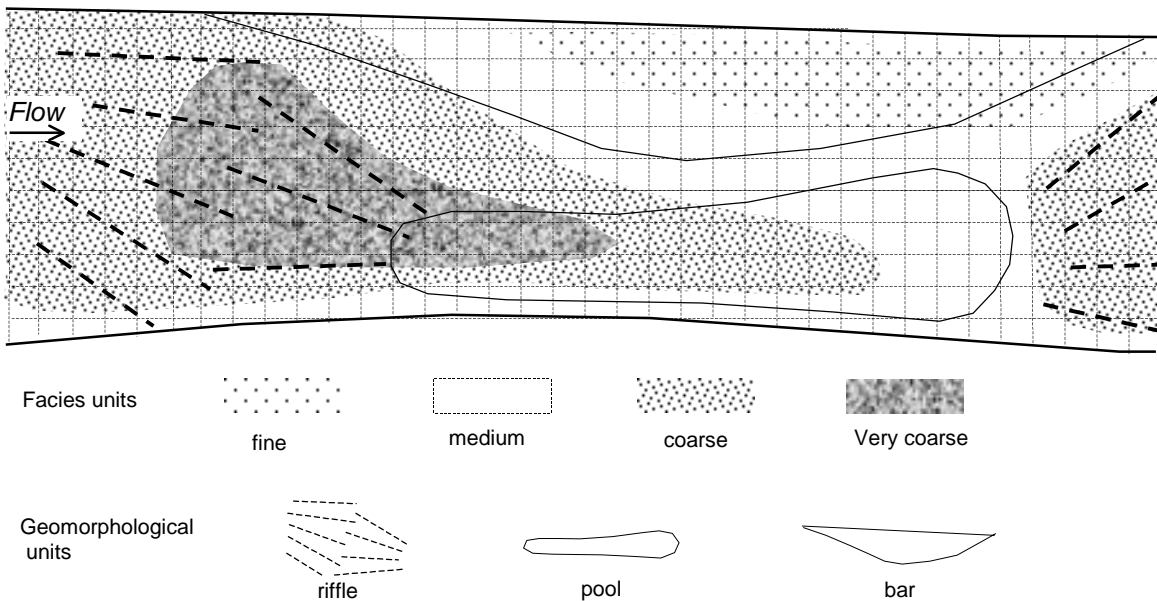 Flow
Facies units
fine
medium
coarse
Very coarse
Geomorphological
units
riffle
pool
bar